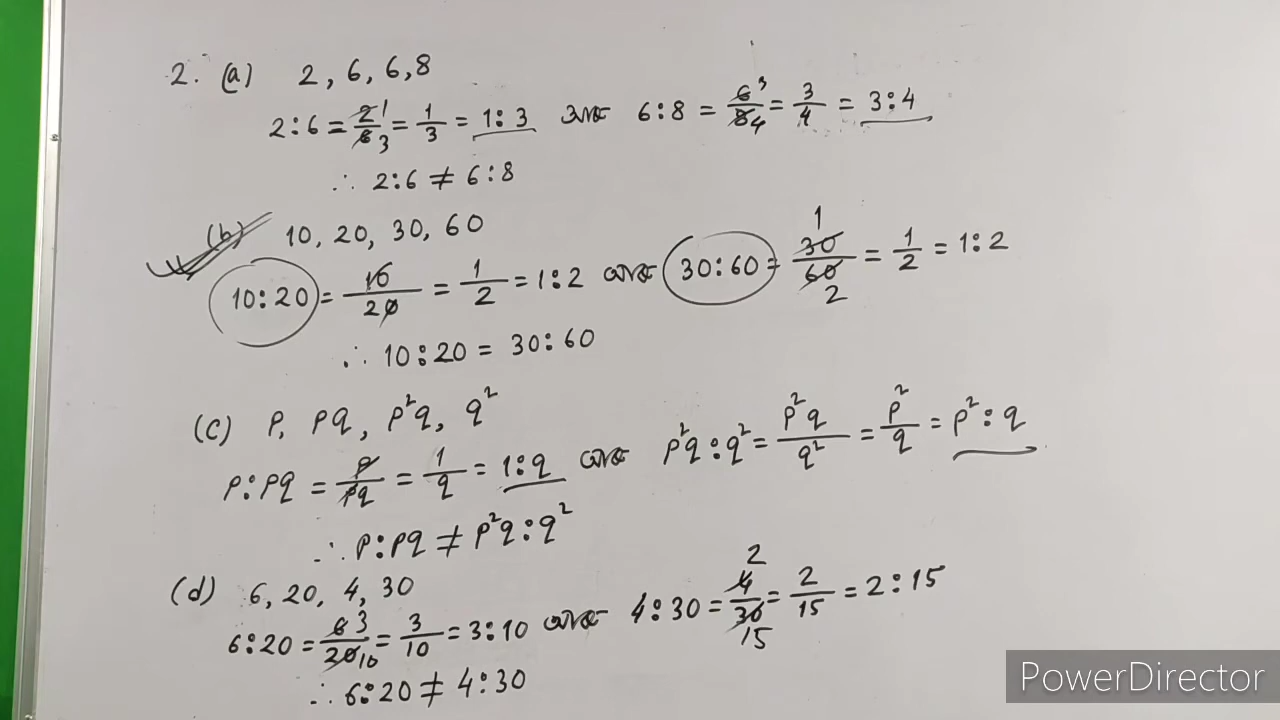 2. (a) 2, 6, 6, 8
2:6 = 2/6 = 1/3 = 1:3 আৰু 6:8 = 6/8 = 3/4 = 3:4
∴ 2:6 ≠ 6:8
(b) 10, 20, 30, 60
10:20 = 10/20 = 1/2 = 1:2 আৰু 30:60 = 30/60 = 1/2 = 1:2
∴ 10:20 = 30:60
(c) p, pq, p²q, q²
p:pq = p/pq = 1/q = 1:q আৰু p²q:q² = p²q/q² = p²/q = p²:q
∴ p:pq ≠ p²q:q²
(d) 6, 20, 4, 30
6:20 = 6/20 = 3/10 = 3:10 আৰু 4:30 = 4/30 = 2/15 = 2:15
∴ 6:20 ≠ 4:30
PowerDirector